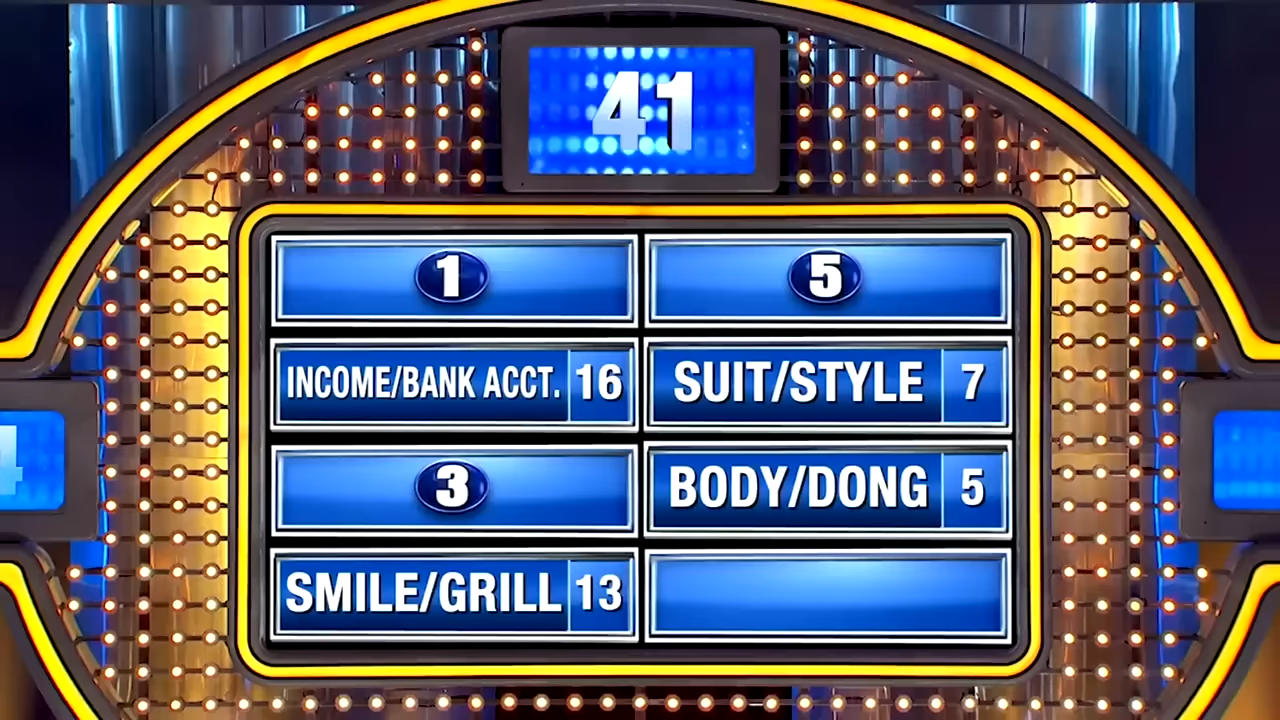 41
1
INCOME/BANK ACCT. 16
3
SMILE/GRILL 13
5
SUIT/STYLE 7
BODY/DONG 5